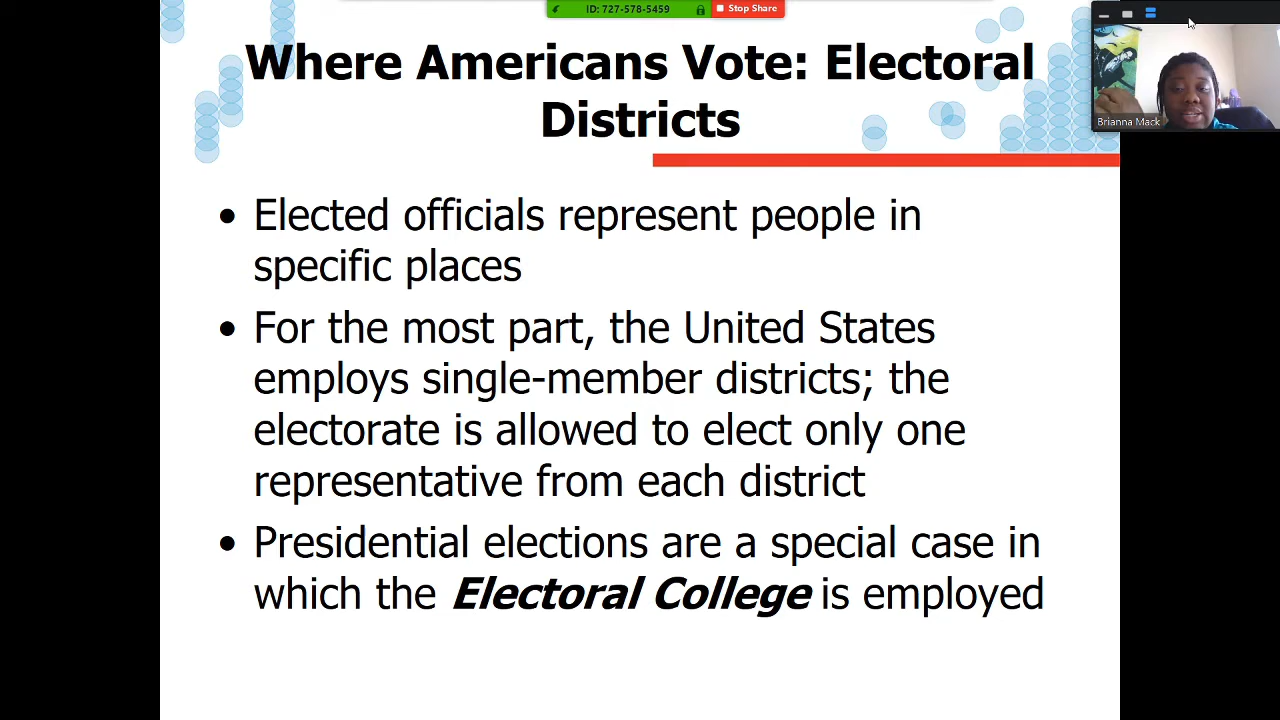 ID: 727-578-5459
Stop Share
Where Americans Vote: Electoral
Districts
Brianna Mack
• Elected officials represent people in
specific places
• For the most part, the United States
employs single-member districts; the
electorate is allowed to elect only one
representative from each district
• Presidential elections are a special case in
which the Electoral College is employed